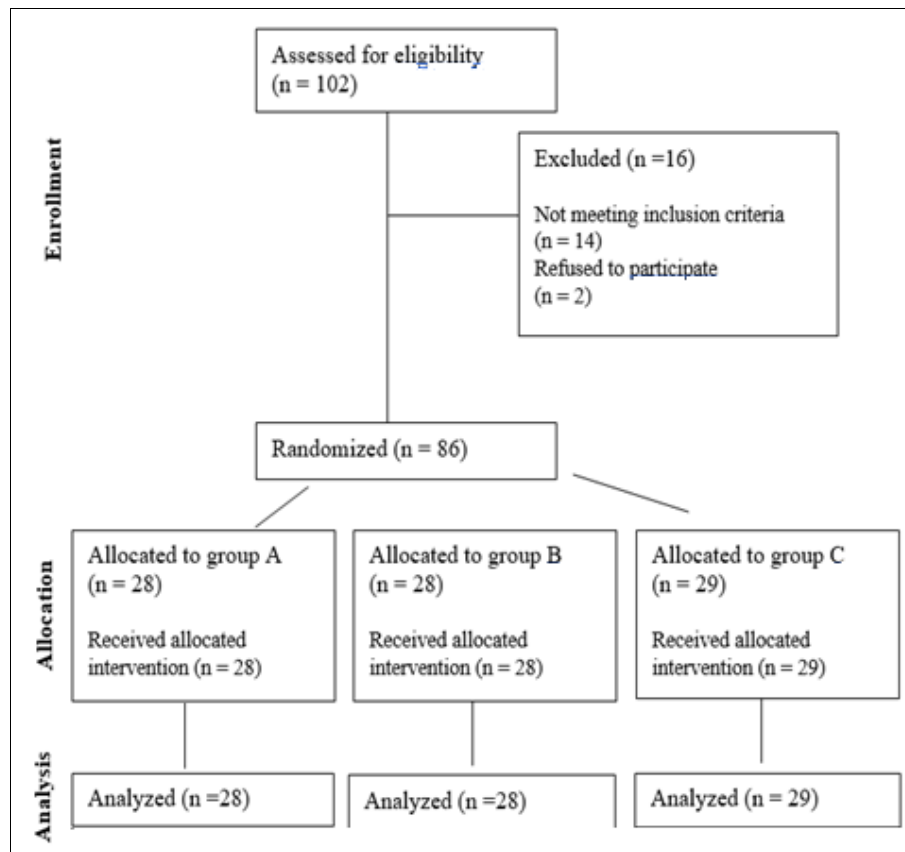 Assessed for eligibility
(n = 102)
Enrollment
Excluded (n =16)
Not meeting inclusion criteria
(n = 14)
Refused to participate
(n = 2)
Randomized (n = 86)
Allocation
Allocated to group A
(n = 28)
Received allocated
intervention (n = 28)
Allocated to group B
(n = 28)
Received allocated
intervention (n = 28)
Allocated to group C
(n = 29)
Received allocated
intervention (n = 29)
Analysis
Analyzed (n =28)
Analyzed (n =28)
Analyzed (n = 29)